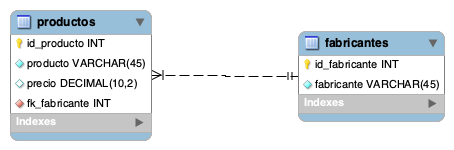 productos
id_producto INT
producto VARCHAR(45)
precio DECIMAL(10,2)
fk_fabricante INT
Indexes
fabricantes
id_fabricante INT
fabricante VARCHAR(45)
Indexes